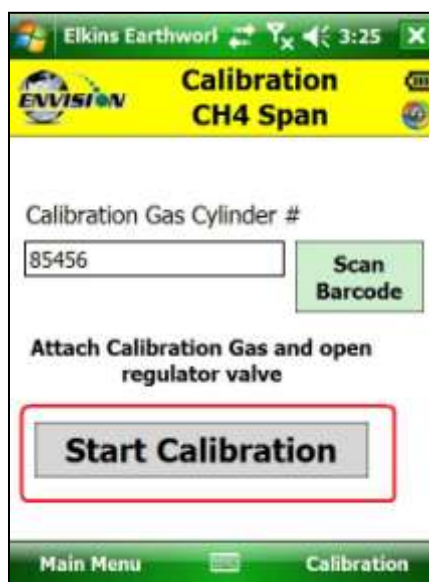 Elkins Earthworl 3:25
ENVISION
Calibration
CH4 Span
Calibration Gas Cylinder #
85456
Scan
Barcode
Attach Calibration Gas and open
regulator valve
Start Calibration
Main Menu
Calibration